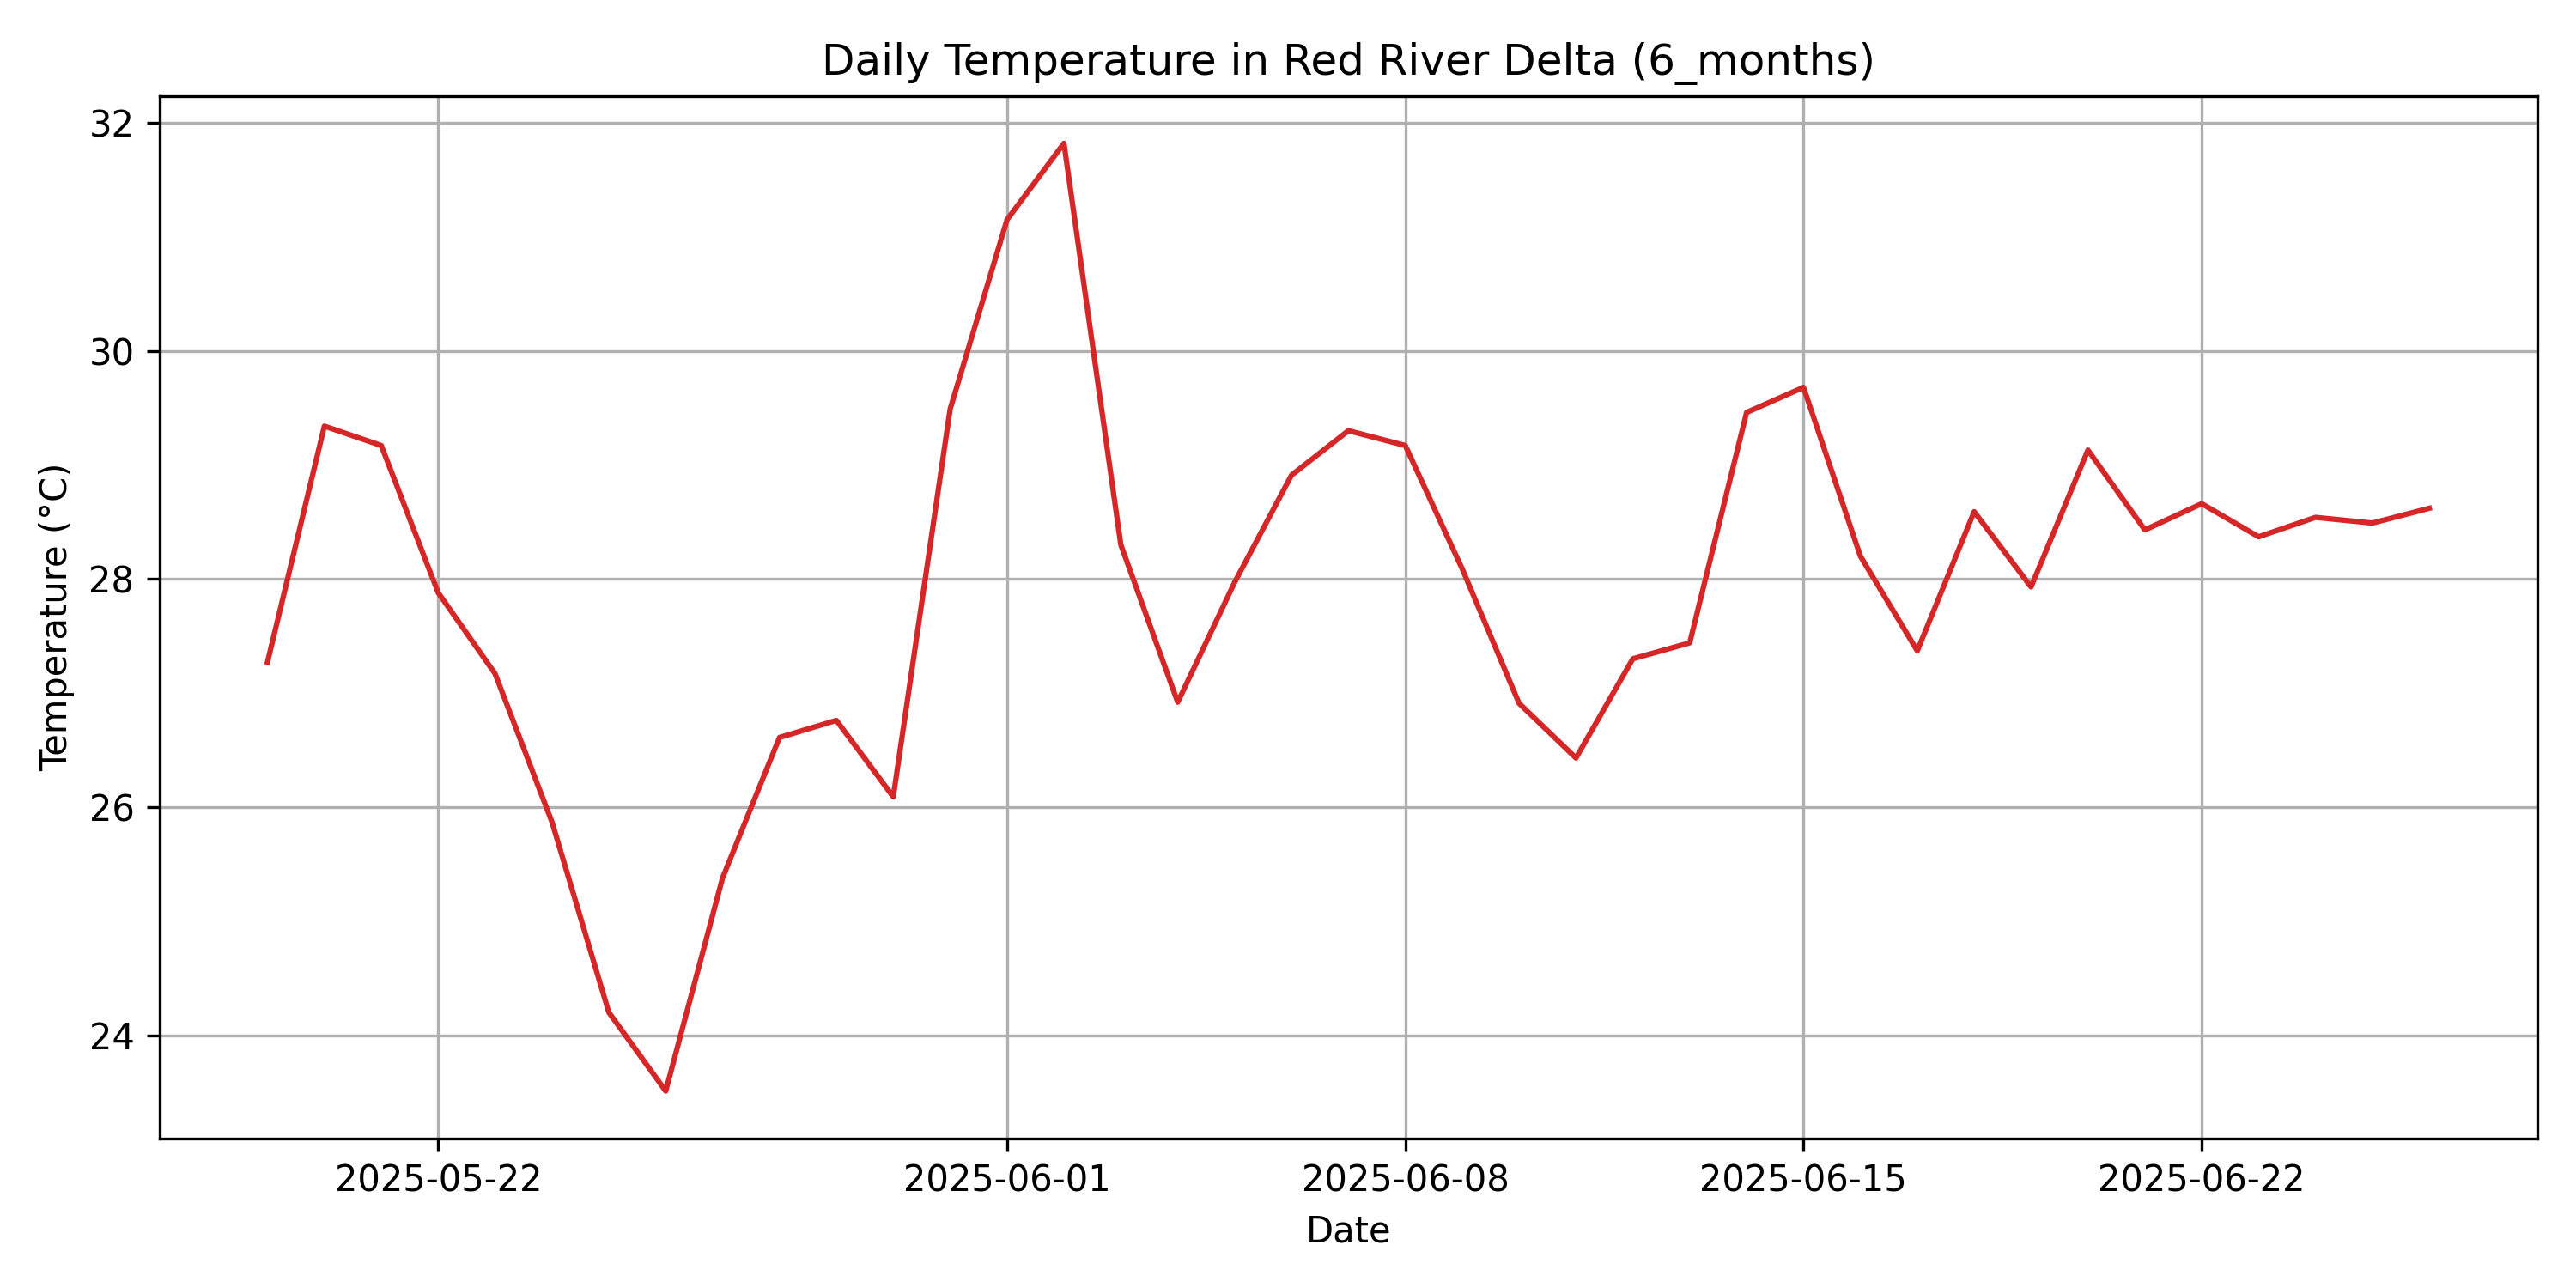 Daily Temperature in Red River Delta (6_months)
32
30
28
26
24
Temperature (°C)
2025-05-22 2025-06-01 2025-06-08 2025-06-15 2025-06-22
Date